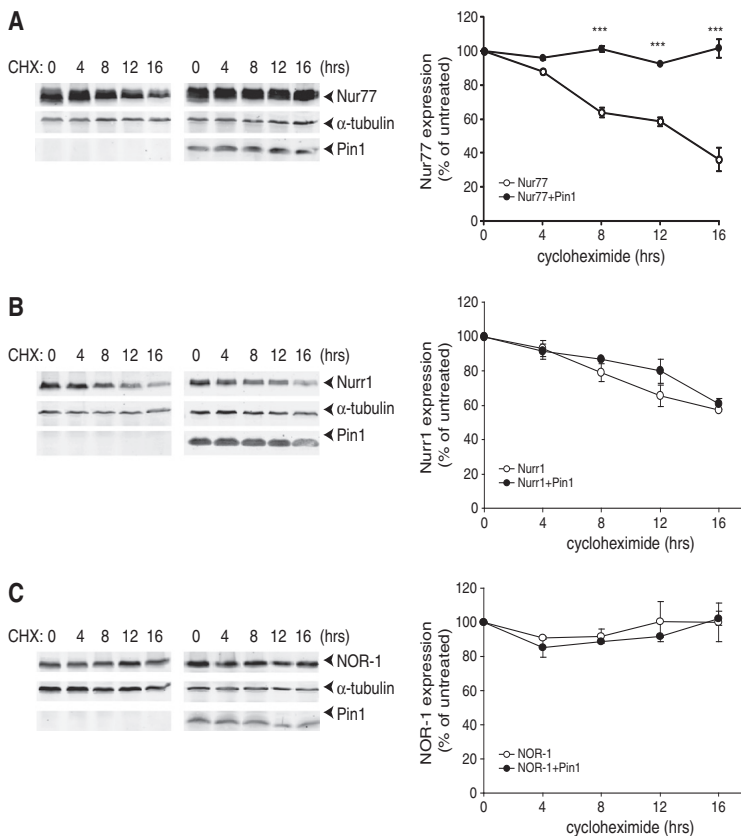 A
CHX: 0 4 8 12 16 0 4 8 12 16 (hrs)
Nur77
α-tubulin
Pin1
Nur77 expression
(% of untreated)
120
100
80
60
40
20
0
*** *** ***
Nur77
Nur77+Pin1
0 4 8 12 16
cycloheximide (hrs)
B
CHX: 0 4 8 12 16 0 4 8 12 16 (hrs)
Nurr1
α-tubulin
Pin1
Nurr1 expression
(% of untreated)
120
100
80
60
40
20
0
Nurr1
Nurr1+Pin1
0 4 8 12 16
cycloheximide (hrs)
C
CHX: 0 4 8 12 16 0 4 8 12 16 (hrs)
NOR-1
α-tubulin
Pin1
NOR-1 expression
(% of untreated)
120
100
80
60
40
20
0
NOR-1
NOR-1+Pin1
0 4 8 12 16
cycloheximide (hrs)